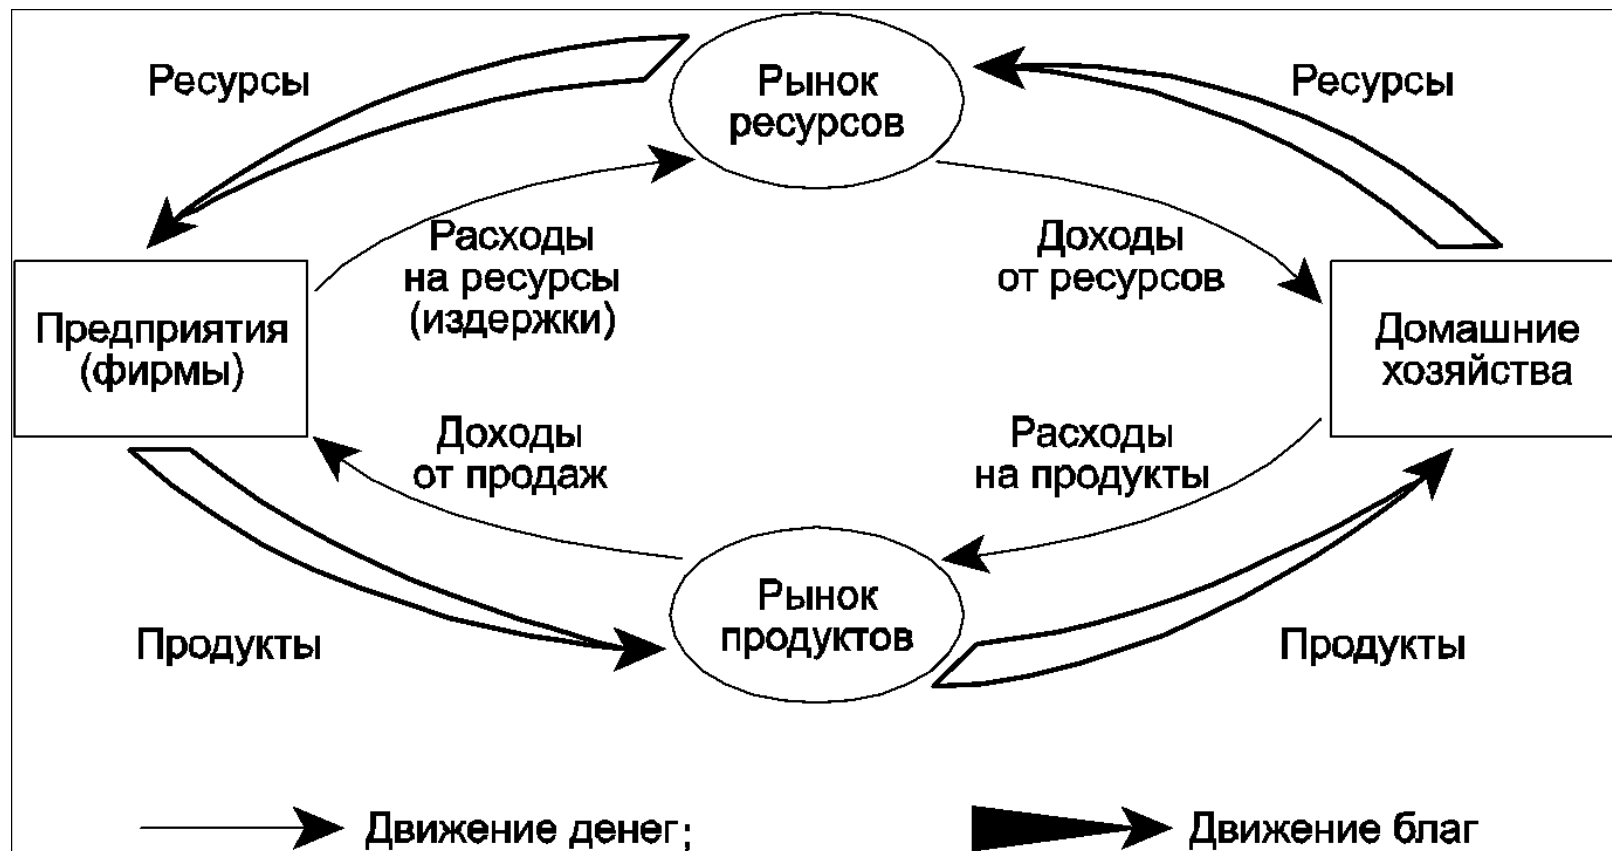 Ресурсы
Рынок
ресурсов
Ресурсы
Расходы
на ресурсы
(издержки)
Доходы
от ресурсов
Предприятия
(фирмы)
Домашние
хозяйства
Доходы
от продаж
Расходы
на продукты
Продукты
Рынок
продуктов
Продукты
Движение денег;
Движение благ